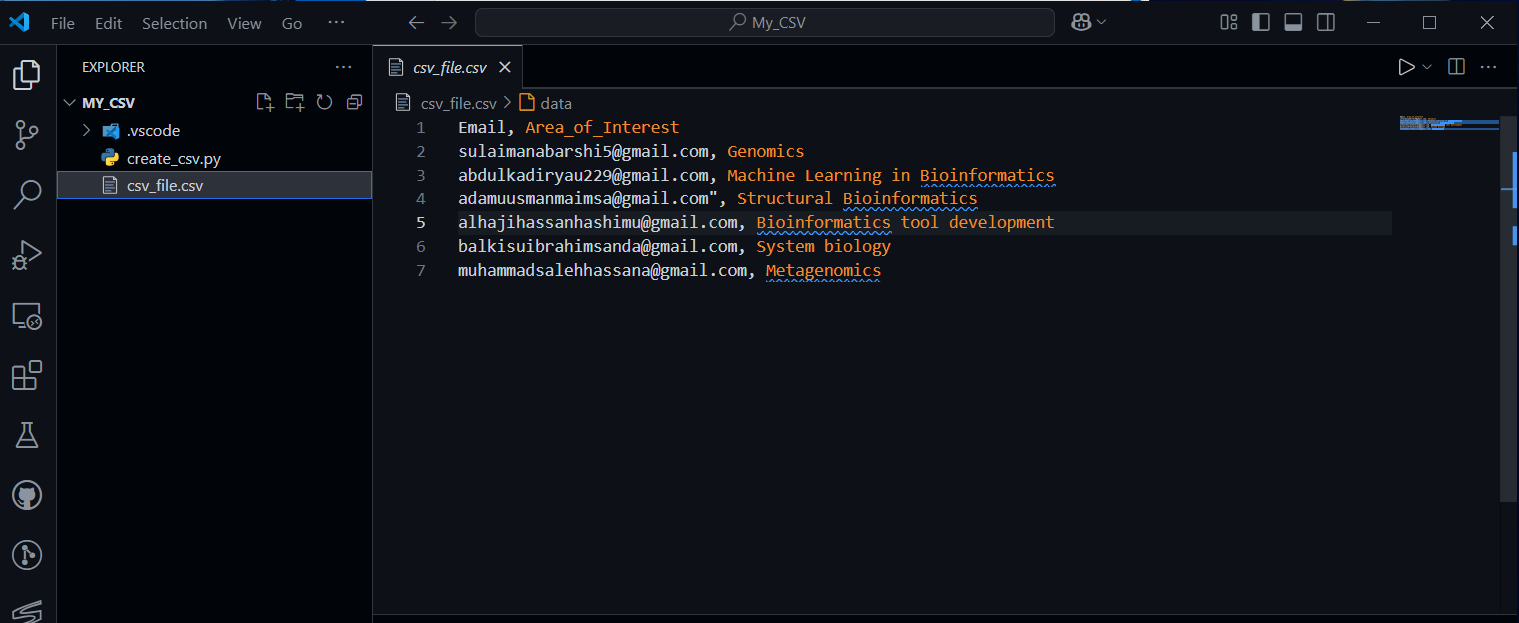 File Edit Selection View Go ··· My_CSV
EXPLORER ···
MY_CSV
.vscode
create_csv.py
csv_file.csv
csv_file.csv
csv_file.csv > data
1 Email, Area_of_Interest
2 sulaimanabarshi5@gmail.com, Genomics
3 abdulkadiryau229@gmail.com, Machine Learning in Bioinformatics
4 adamuusmanmaimsa@gmail.com", Structural Bioinformatics
5 alhajihassanhashimu@gmail.com, Bioinformatics tool development
6 balkisuibrahimsanda@gmail.com, System biology
7 muhammadsalehhassana@gmail.com, Metagenomics